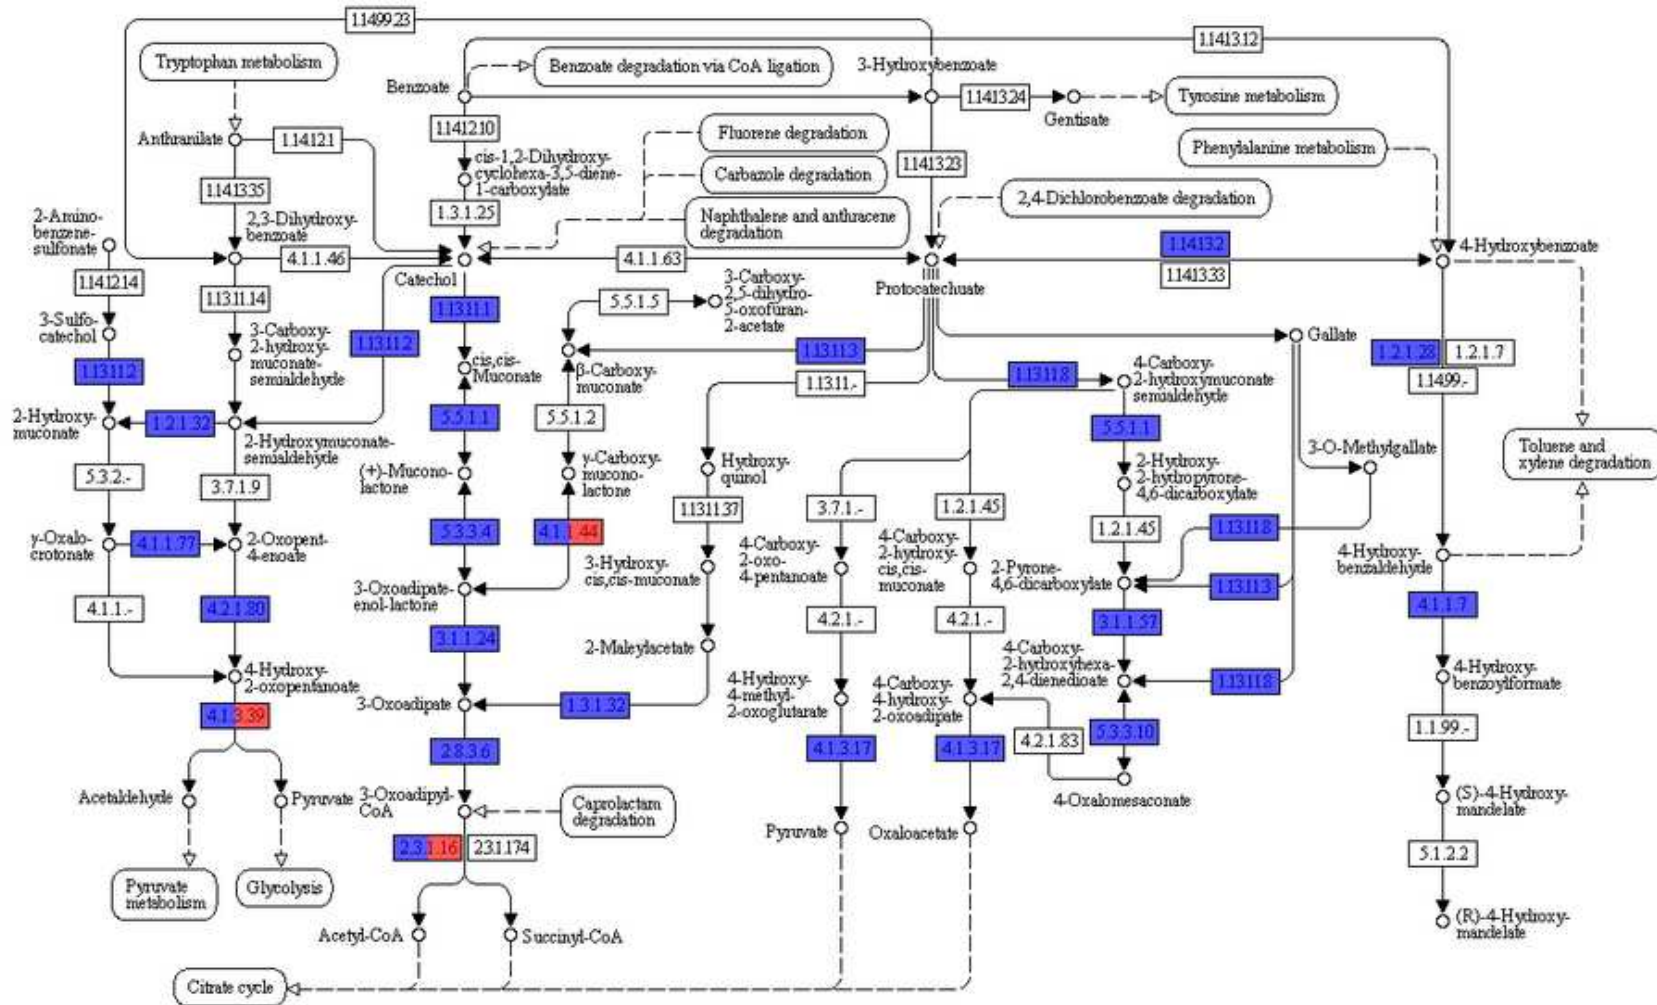 1.14.99.23
1.14.13.12
Tryptophan metabolism
Benzoate degradation via CoA ligation
3-Hydroxybenzoate
Benzoate
1.14.13.24
Gentisate
Tyrosine metabolism
Anthranilate
1.14.12.1
1.14.12.10
Fluorene degradation
1.14.13.23
Phenylalanine metabolism
1.14.13.35
cis-1,2-Dihydroxy-
cyclohexa-3,5-diene-
1-carboxylate
Carbazole degradation
2,4-Dichlorobenzoate degradation
2-Amino-
benzene-
sulfonate
2,3-Dihydroxy-
benzoate
1.3.1.25
Naphthalene and anthracene
degradation
4.1.1.46
Catechol
4.1.1.63
Protocatechuate
1.14.13.2
1.14.13.33
4-Hydroxybenzoate
1.14.12.14
1.13.11.14
1.13.11.1
5.5.1.5
3-Carboxy-
2,5-dihydro-
5-oxofuran-
2-acetate
3-Sulfo-
catechol
3-Carboxy-
2-hydroxy-
muconate-
semialdehyde
1.13.11.2
Gallate
1.13.11.2
cis,cis-
Muconate
β-Carboxy-
muconate
1.13.11.3
1.13.11.-
1.13.11.8
4-Carboxy-
2-hydroxymuconate
semialdehyde
1.2.1.28
1.2.1.7
1.14.99.-
2-Hydroxy-
muconate
1.2.1.32
2-Hydroxymuconate-
semialdehyde
5.5.1.1
5.5.1.2
5.5.1.1
3-O-Methylgallate
Toluene and
xylene degradation
5.3.2.-
3.7.1.9
(+)-Mucono-
lactone
γ-Carboxy-
mucono-
lactone
Hydroxy-
quinol
2-Hydroxy-
2-hydropyrone-
4,6-dicarboxylate
γ-Oxalo-
crotonate
4.1.1.77
2-Oxopent-
4-enoate
5.3.3.4
4.1.1.44
1.13.11.37
3.7.1.-
1.2.1.45
1.2.1.45
1.13.11.8
3-Hydroxy-
cis,cis-muconate
4-Carboxy-
2-oxo-
4-pentanoate
4-Carboxy-
2-hydroxy-
cis,cis-
muconate
2-Pyrone-
4,6-dicarboxylate
1.13.11.3
4-Hydroxy-
benzaldehyde
4.1.1.-
4.2.1.80
3-Oxoadipate-
enol-lactone
3.1.1.24
4.2.1.-
4.2.1.-
3.1.1.57
4.1.1.7
2-Maleylacetate
4-Hydroxy-
2-oxopentanoate
4-Carboxy-
2-hydroxyhexa-
2,4-dienedioate
1.13.11.8
4-Hydroxy-
benzoylformate
4.1.3.39
3-Oxoadipate
1.3.1.32
4-Hydroxy-
4-methyl-
2-oxoglutarate
4-Carboxy-
4-hydroxy-
2-oxoadipate
4.2.1.83
5.3.3.10
1.1.99.-
2.8.3.6
4.1.3.17
4.1.3.17
4-Oxalomesaconate
Acetaldehyde
Pyruvate
3-Oxoadipyl-
CoA
Caprolactam
degradation
Pyruvate
Oxaloacetate
(S)-4-Hydroxy-
mandelate
2.3.1.16
2.3.1.174
5.1.2.2
Pyruvate
metabolism
Glycolysis
Acetyl-CoA
Succinyl-CoA
(R)-4-Hydroxy-
mandelate
Citrate cycle